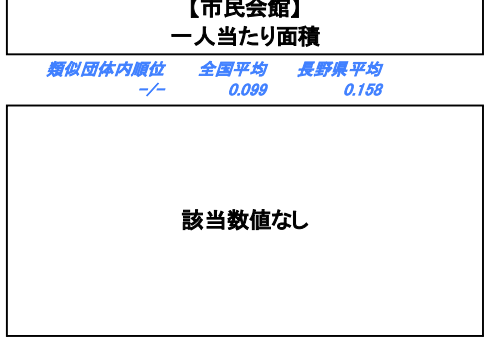 【市民会館】
一人当たり面積
類似団体内順位 全国平均 長野県平均
-/- 0.099 0.158
該当数値なし